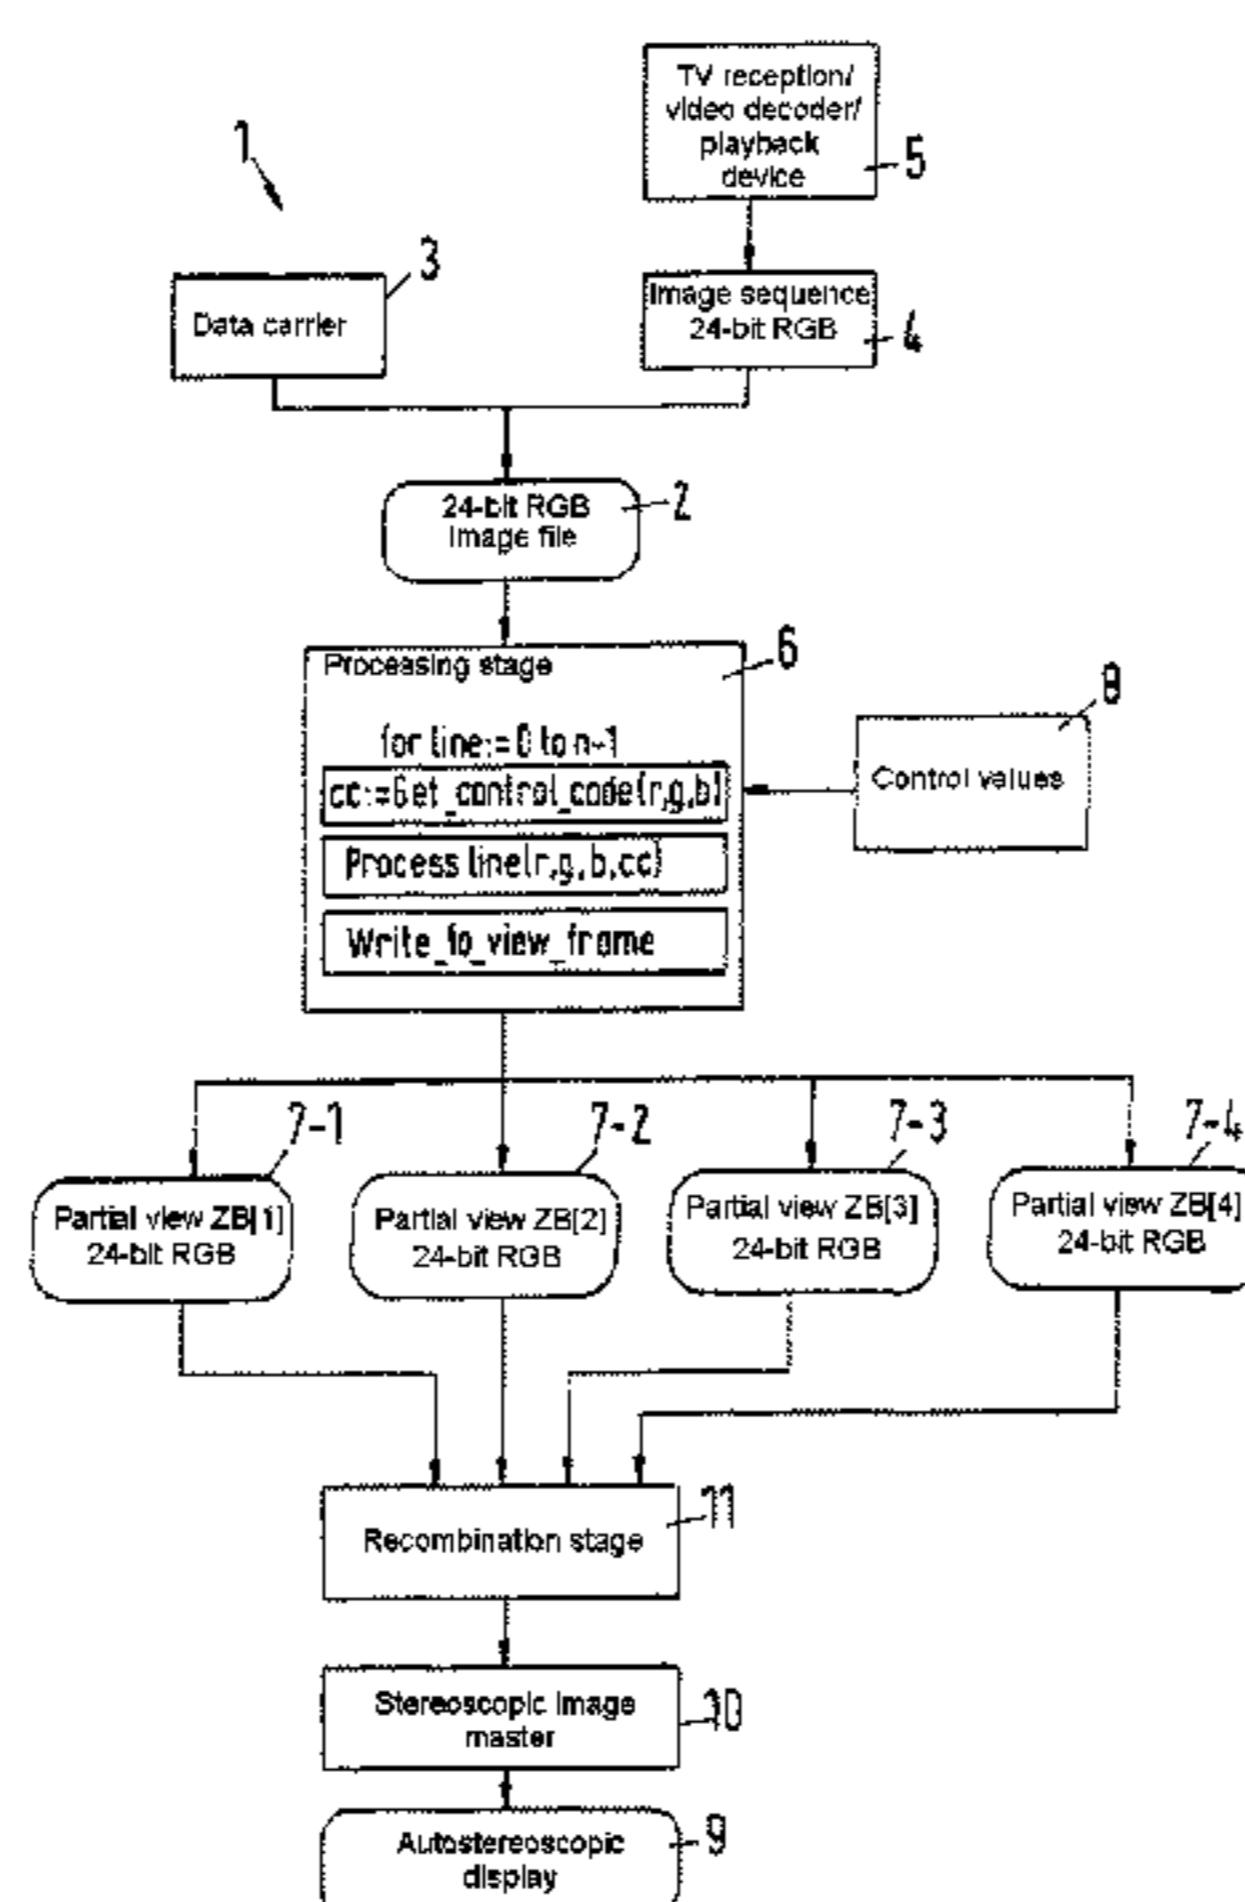 TV reception/
video decoder/
playback
device
5
1
3
Data carrier
Image sequence
24-bit RGB
4
24-bit RGB
Image file
2
Processing stage
6
for line:= 0 to n-1
cc:=Get_control_code(r,g,b)
Process line(r,g,b,cc)
Write_to_view_frame
8
Control values
7-1
7-2
7-3
7-4
Partial view ZB[1]
24-bit RGB
Partial view ZB[2]
24-bit RGB
Partial view ZB[3]
24-bit RGB
Partial view ZB[4]
24-bit RGB
Recombination stage
11
Stereoscopic image
master
10
Autostereoscopic
display
9